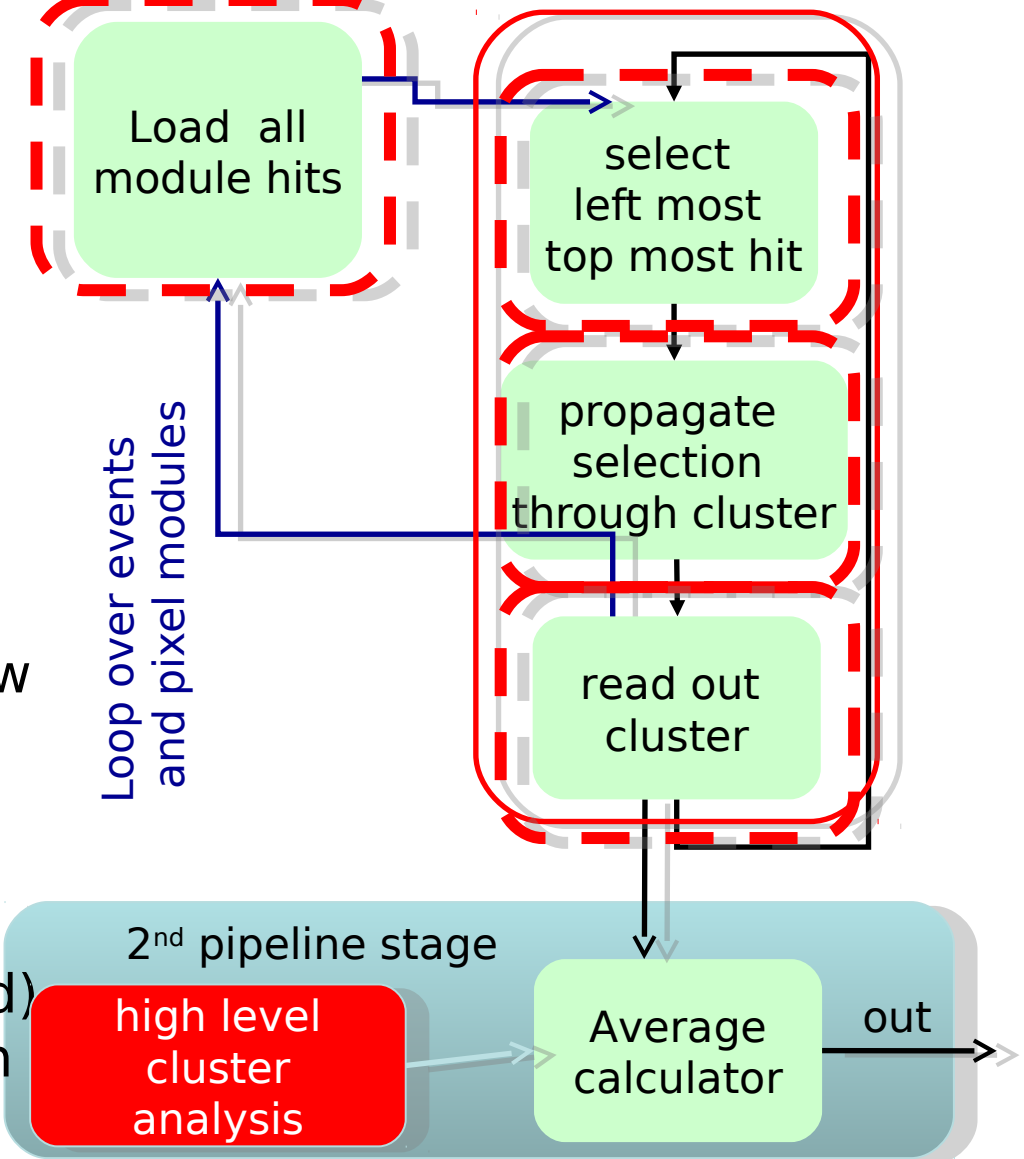 Load all
module hits
select
left most
top most hit
propagate
selection
through cluster
Loop over events
and pixel modules
read out
cluster
w
2nd pipeline stage
d)
n
high level
cluster
analysis
Average
calculator
out